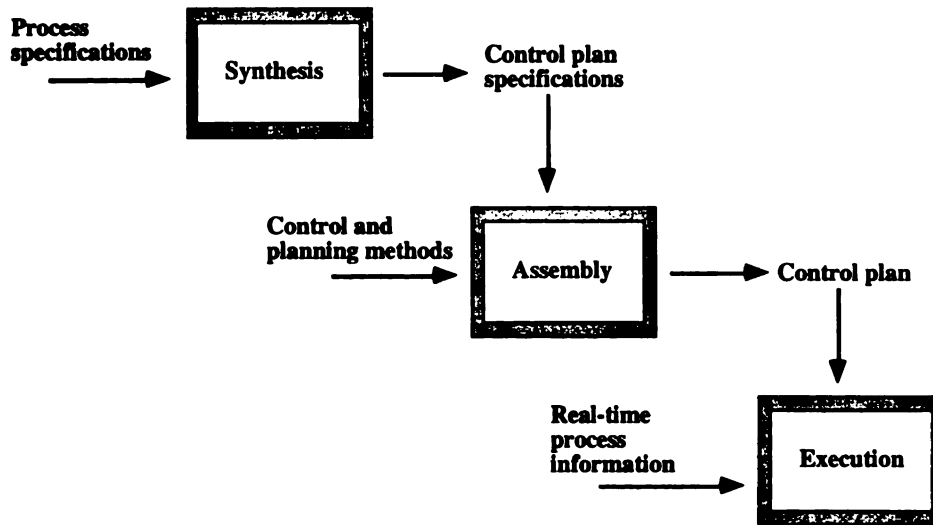 Process
specifications
Synthesis
Control plan
specifications
Control and
planning methods
Assembly
Control plan
Real-time
process
information
Execution